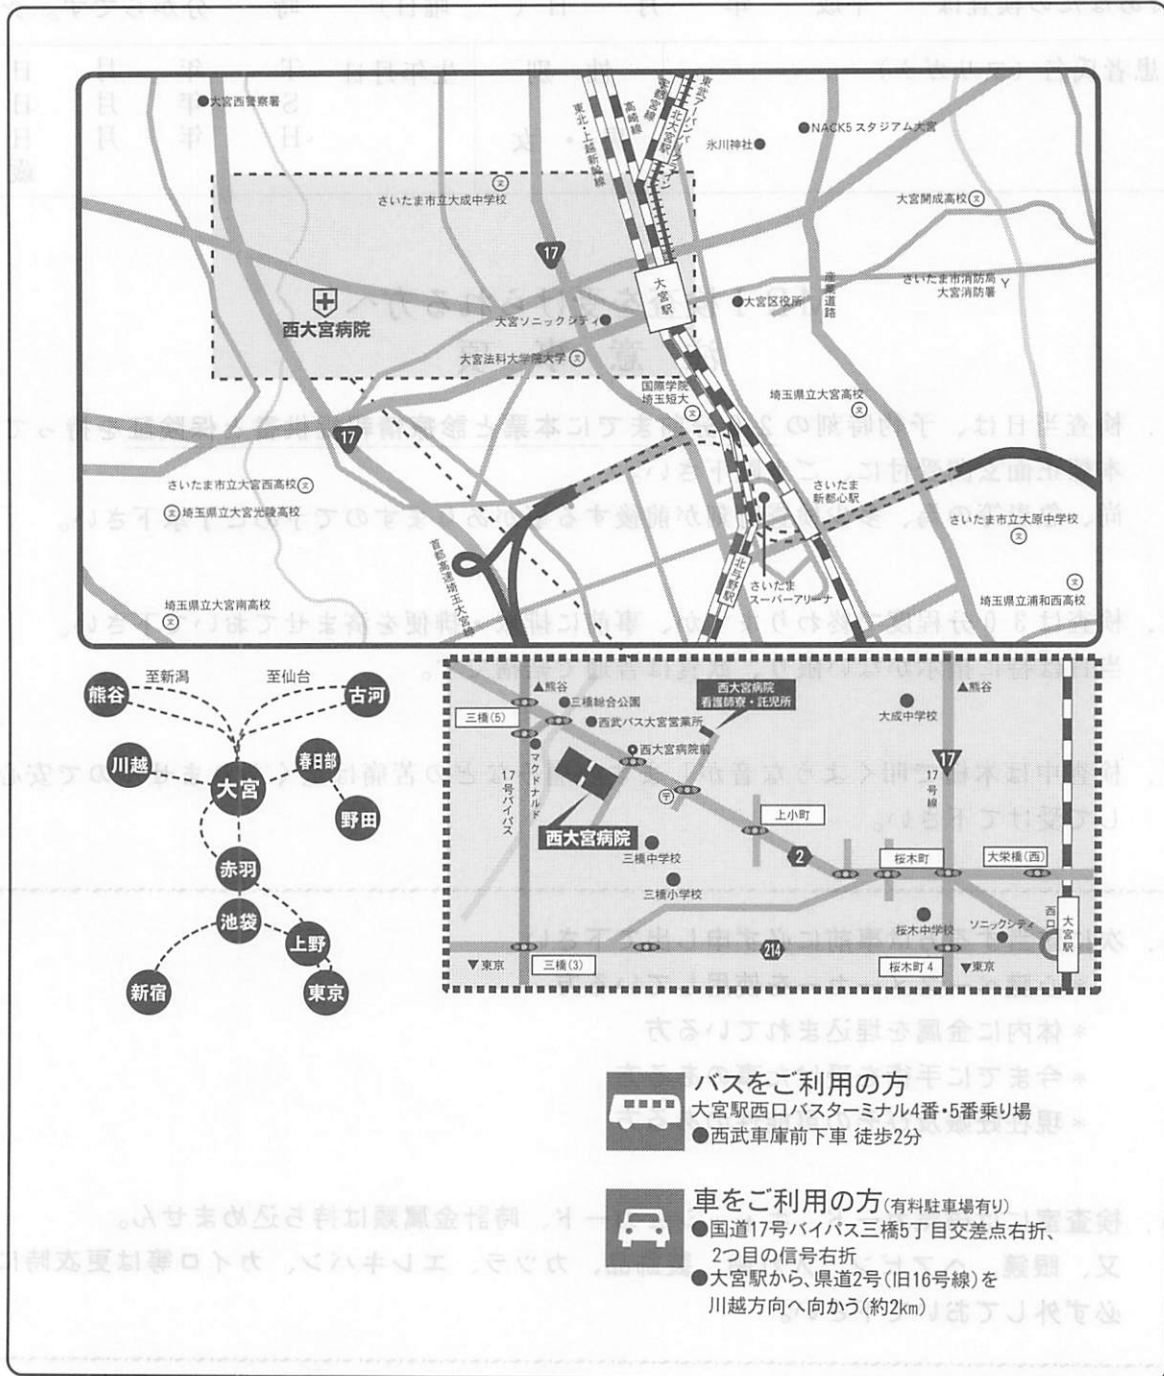 大宮西警察署
東北・上越新幹線
高崎線
宇都宮線
東武アーバンパークライン
北大宮駅
氷川神社
NACK5スタジアム大宮
さいたま市立大成中学校
大宮開成高校
17
大宮駅
産業道路
さいたま市消防局
大宮消防署
大宮区役所
西大宮病院
大宮ソニックシティ
大宮法科大学院大学
国際学院
埼玉短大
埼玉県立大宮高校
17
さいたま市立大宮西高校
埼玉県立大宮光陵高校
さいたま
新都心駅
さいたま市立大原中学校
首都高速埼玉大宮線
北与野駅
さいたま
スーパーアリーナ
埼玉県立大宮南高校
埼玉県立浦和西高校
至新潟
至仙台
熊谷
古河
川越
春日部
大宮
野田
赤羽
池袋
上野
新宿
東京
▲熊谷
三橋総合公園
西大宮病院
看護師寮・託児所
大成中学校
▲熊谷
三橋(5)
西武バス大宮営業所
マクドナルド
西大宮病院前
17号バイパス
17
17号線
西大宮病院
上小町
三橋中学校
2
桜木町
大栄橋(西)
三橋小学校
桜木中学校
ソニックシティ
西口
大宮駅
214
▼東京
三橋(3)
桜木町4
▼東京
バスをご利用の方
大宮駅西口バスターミナル4番・5番乗り場
●西武車庫前下車 徒歩2分
車をご利用の方(有料駐車場有り)
●国道17号バイパス三橋5丁目交差点右折、
2つ目の信号右折
●大宮駅から、県道2号(旧16号線)を
川越方向へ向かう(約2km)